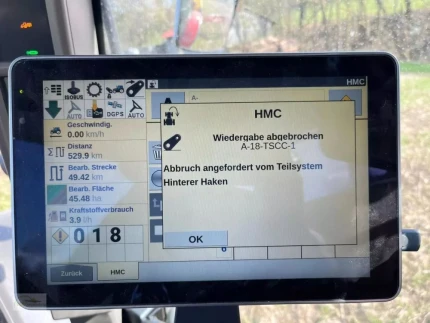 HMC
ISOBUS
AUTO
DGPS
AUTO
A-
Geschwindig.
0.00 km/h
Distanz
529.9 km
Bearb. Strecke
49.42 km
Bearb. Fläche
45.48 ha
Kraftstoffverbrauch
3.9 l/h
018
HMC
Wiedergabe abgebrochen
A-18-TSCC-1
Abbruch angefordert vom Teilsystem
Hinterer Haken
OK
Zurück
HMC